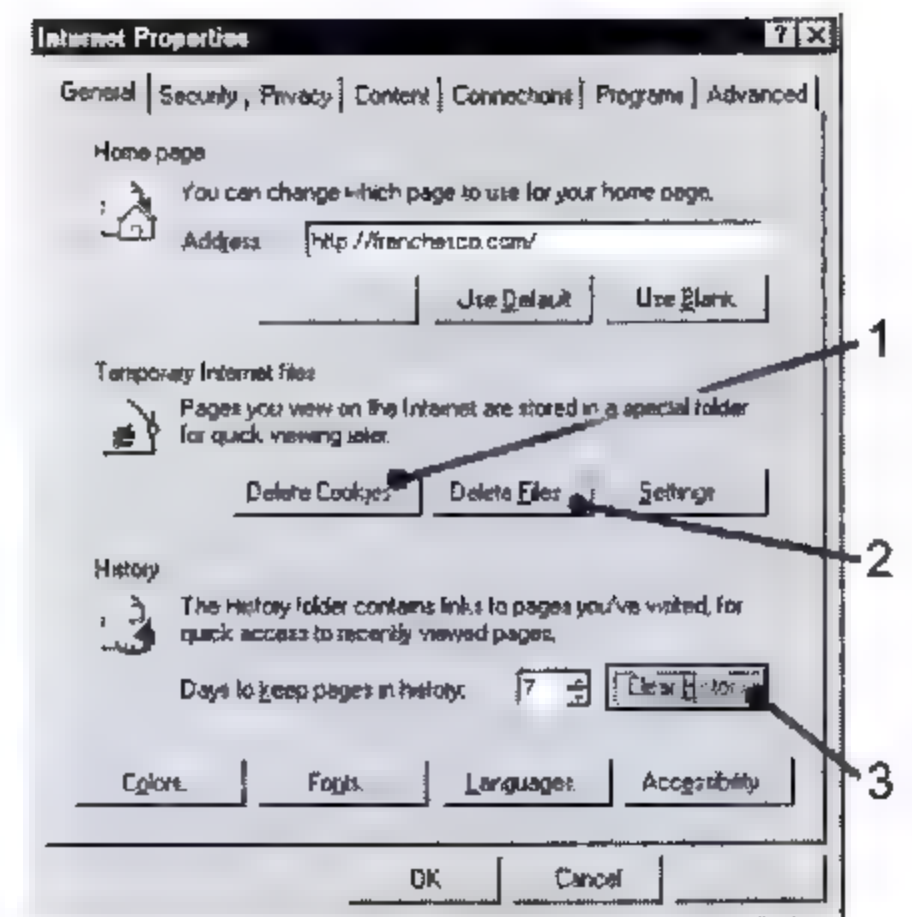 Internet Properties
General Security Privacy Content Connections Programs Advanced
Home page
You can change which page to use for your home page.
Address http://franchesco.com/
Use Default Use Blank
1
Temporary Internet files
Pages you view on the Internet are stored in a special folder
for quick viewing later.
Delete Cookies Delete Files Settings
2
History
The History folder contains links to pages you've visited, for
quick access to recently viewed pages.
Days to keep pages in history: 7 Clear History
3
Colors Fonts Languages Accessibility
OK Cancel